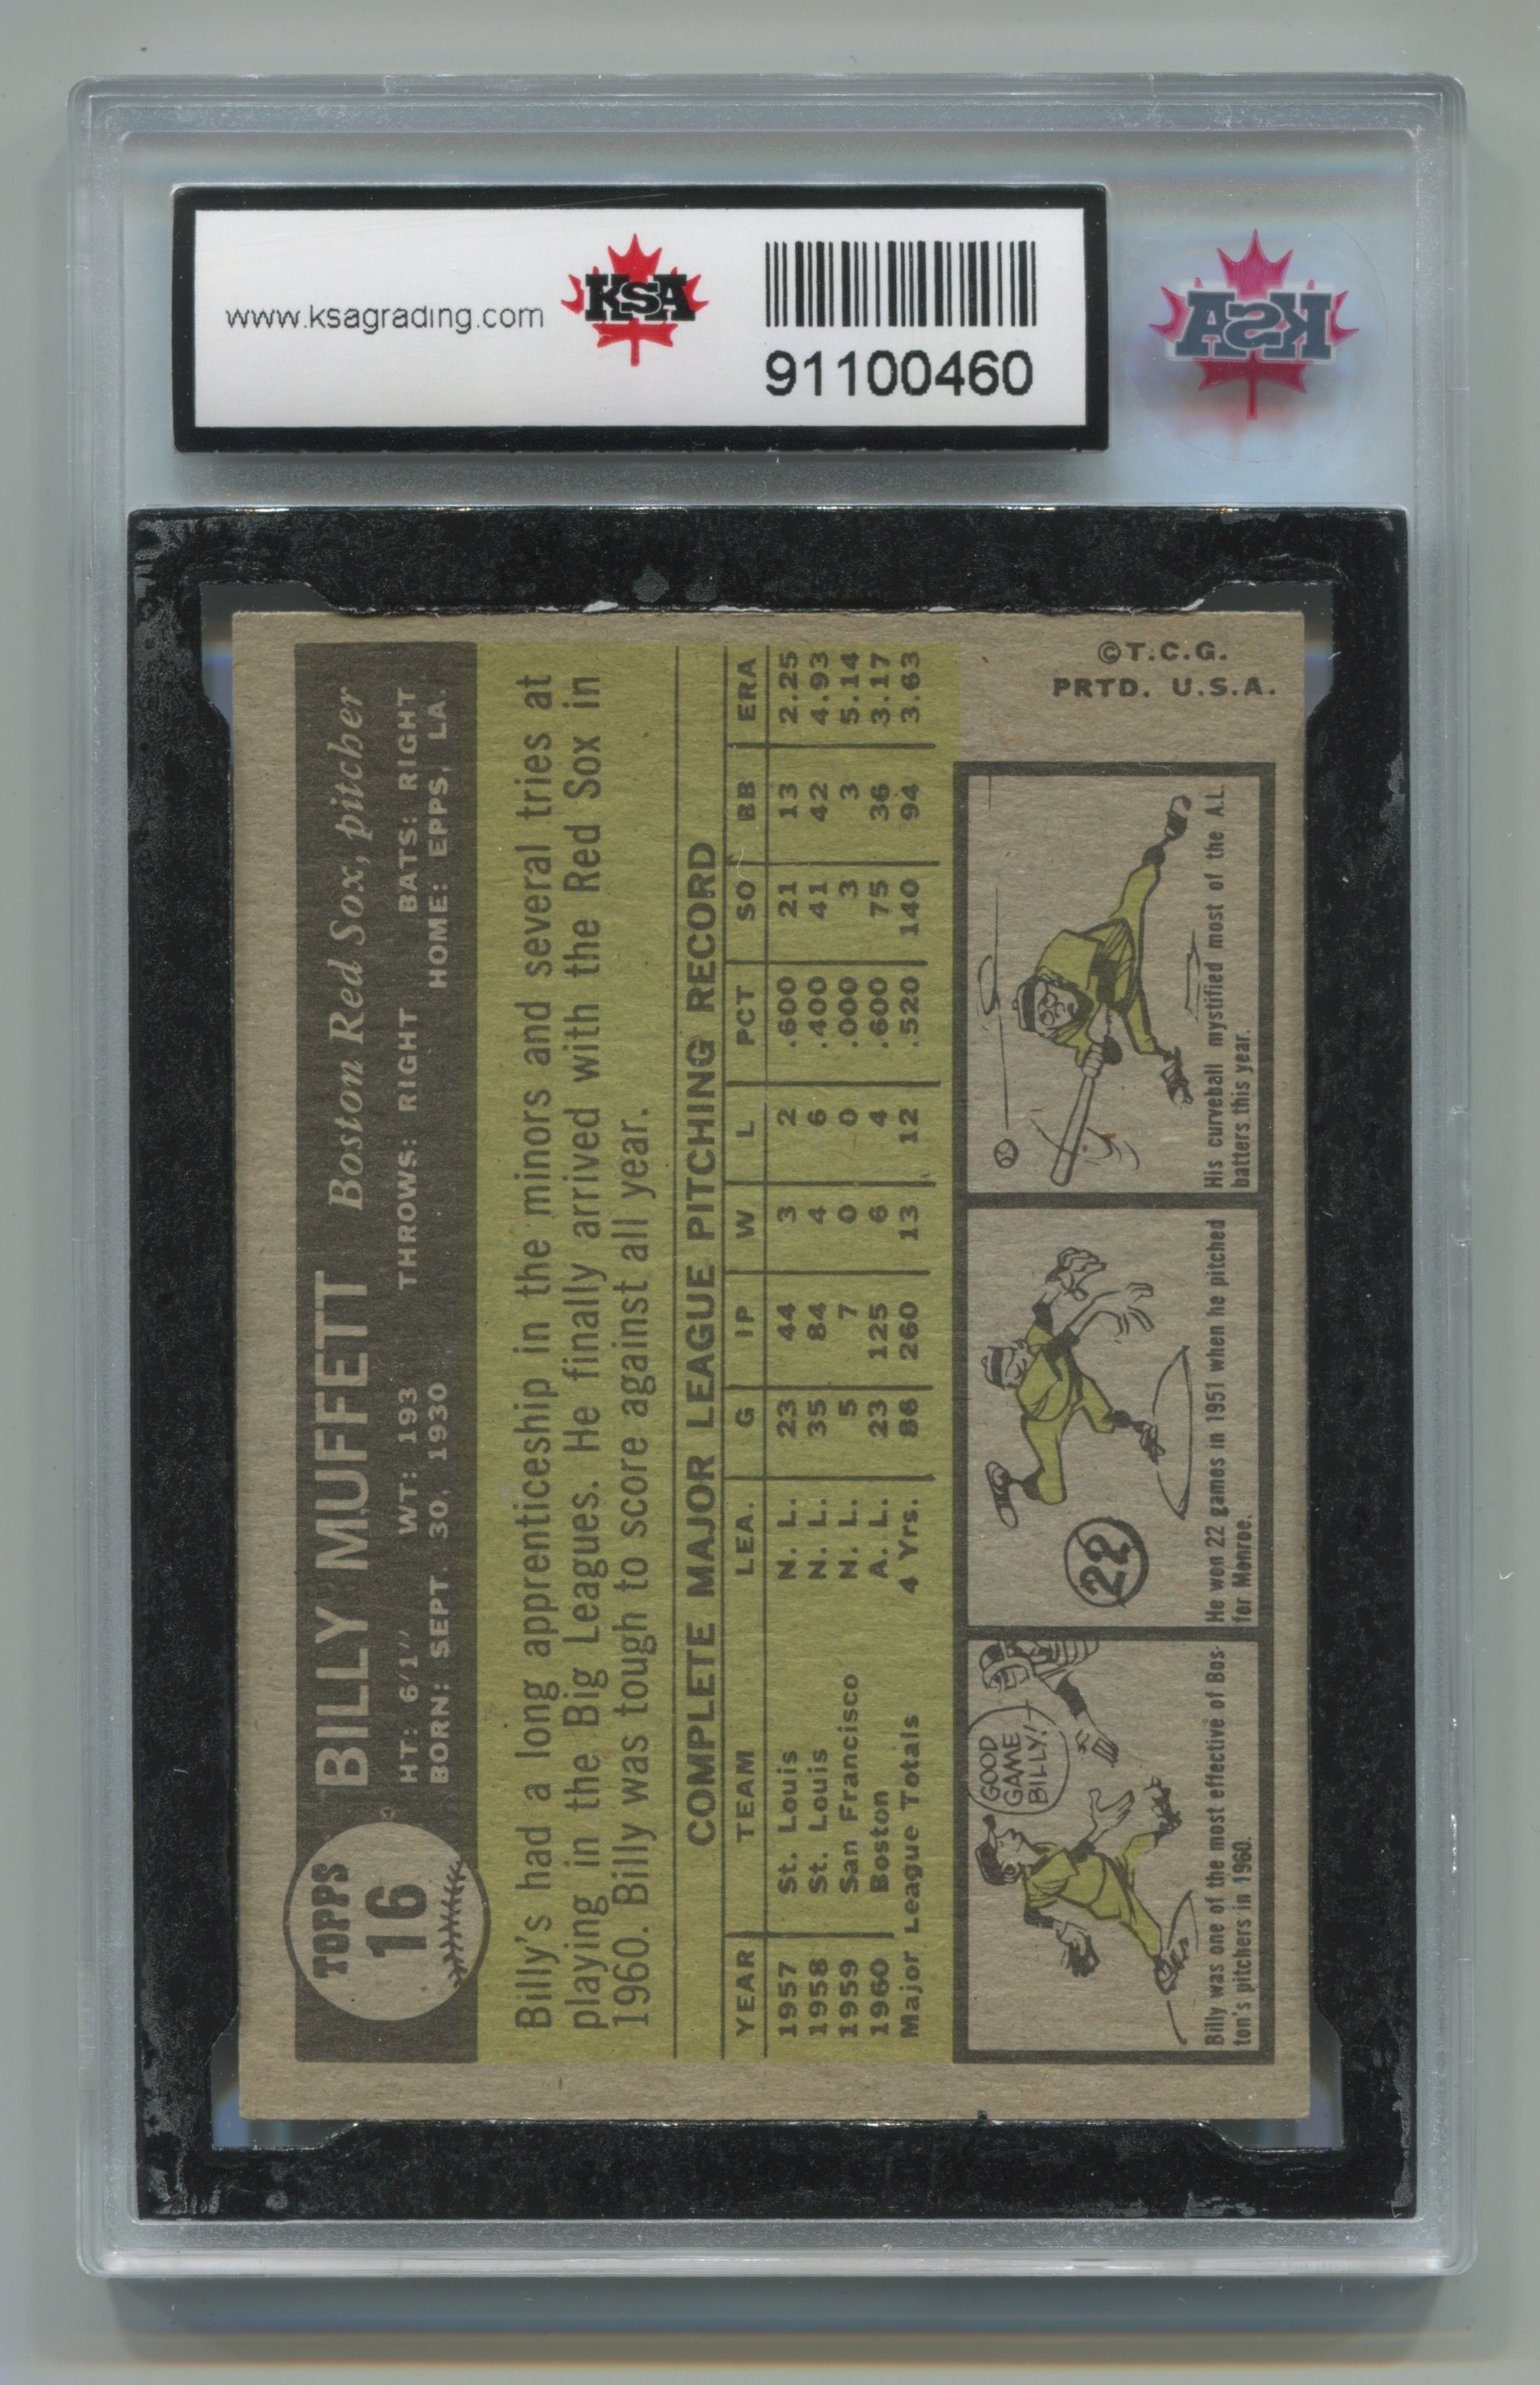 www.ksagrading.com
KSA
91100460
KSA
TOPPS
16
BILLY MUFFETT Boston Red Sox, pitcher
HT: 6'1" WT: 193 THROWS: RIGHT BATS: RIGHT
BORN: SEPT. 30, 1930 HOME: EPPS, LA.
Billy's had a long apprenticeship in the minors and several tries at
playing in the Big Leagues. He finally arrived with the Red Sox in
1960. Billy was tough to score against all year.
COMPLETE MAJOR LEAGUE PITCHING RECORD
YEAR TEAM LEA. G IP W L PCT SO BB ERA
1957 St. Louis N. L. 23 44 3 2 .600 21 13 2.25
1958 St. Louis N. L. 35 84 4 6 .400 41 42 4.93
1959 San Francisco N. L. 5 7 0 0 .000 3 3 5.14
1960 Boston A. L. 23 125 6 4 .600 75 36 3.17
Major League Totals 4 Yrs. 86 260 13 12 .520 140 94 3.63
GOOD
GAME
BILLY!
Billy was one of the most effective of Bos-
ton's pitchers in 1960.
22
He won 22 games in 1951 when he pitched
for Monroe.
His curveball mystified most of the A.L.
batters this year.
©T.C.G.
PRTD. U.S.A.